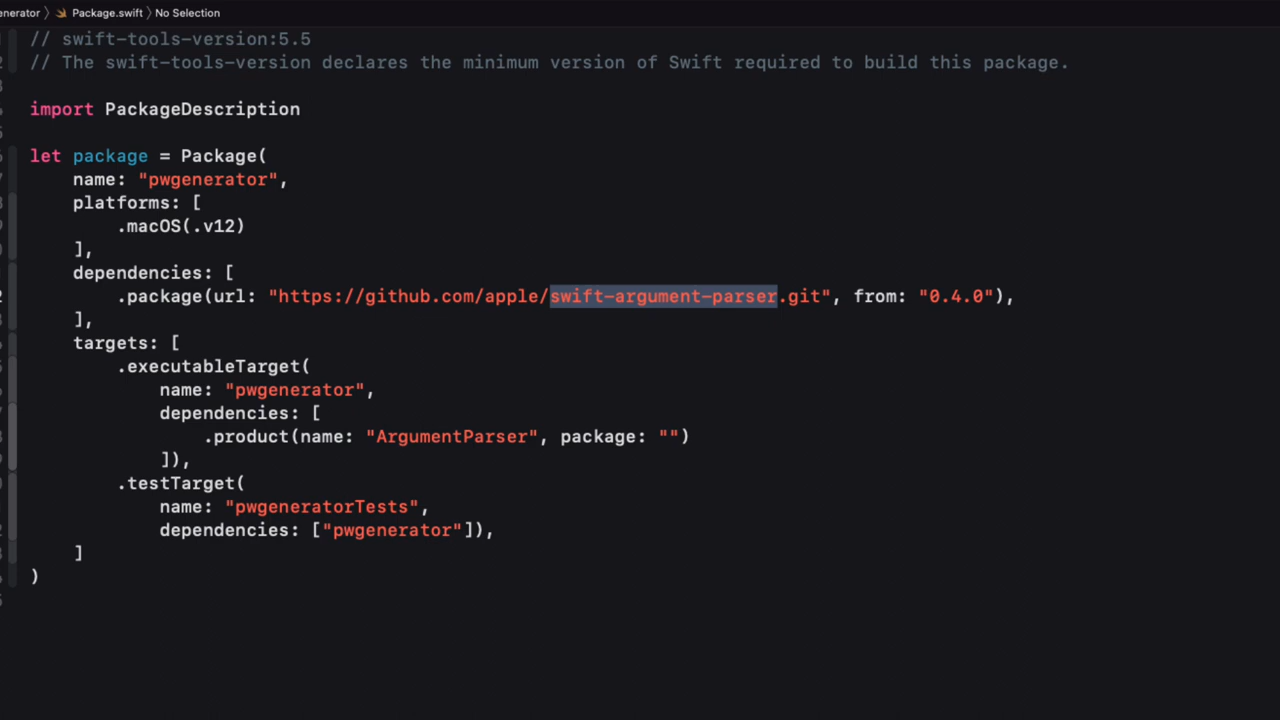 enerator 〉 Package.swift 〉 No Selection
// swift-tools-version:5.5
// The swift-tools-version declares the minimum version of Swift required to build this package.
import PackageDescription
let package = Package(
    name: "pwgenerator",
    platforms: [
        .macOS(.v12)
    ],
    dependencies: [
        .package(url: "https://github.com/apple/swift-argument-parser.git", from: "0.4.0"),
    ],
    targets: [
        .executableTarget(
            name: "pwgenerator",
            dependencies: [
                .product(name: "ArgumentParser", package: "")
            ]),
        .testTarget(
            name: "pwgeneratorTests",
            dependencies: ["pwgenerator"]),
    ]
)